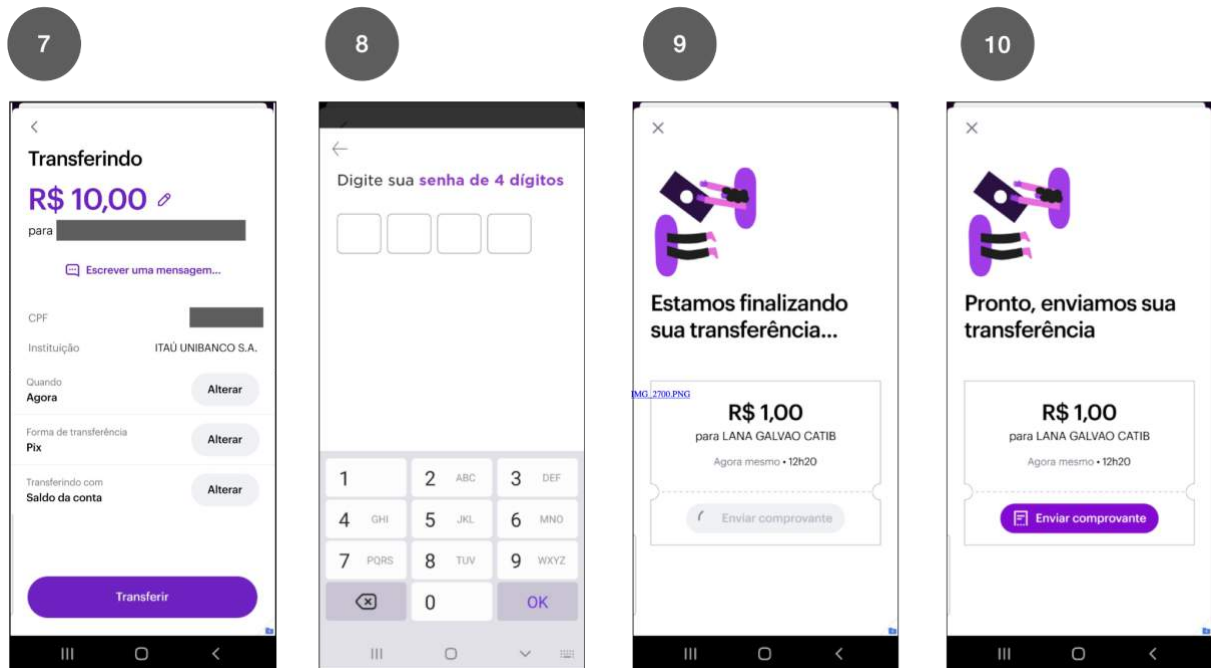 7
8
9
10
Transferindo
R$ 10,00
para
Escrever uma mensagem...
CPF
Instituição ITAÚ UNIBANCO S.A.
Quando
Agora
Alterar
Forma de transferência
Pix
Alterar
Transferindo com
Saldo da conta
Alterar
Transferir
Digite sua senha de 4 dígitos
1
2 ABC
3 DEF
4 GHI
5 JKL
6 MNO
7 PQRS
8 TUV
9 WXYZ
0
OK
Estamos finalizando
sua transferência...
IMG_2700.PNG
R$ 1,00
para LANA GALVAO CATIB
Agora mesmo • 12h20
Enviar comprovante
Pronto, enviamos sua
transferência
R$ 1,00
para LANA GALVAO CATIB
Agora mesmo • 12h20
Enviar comprovante